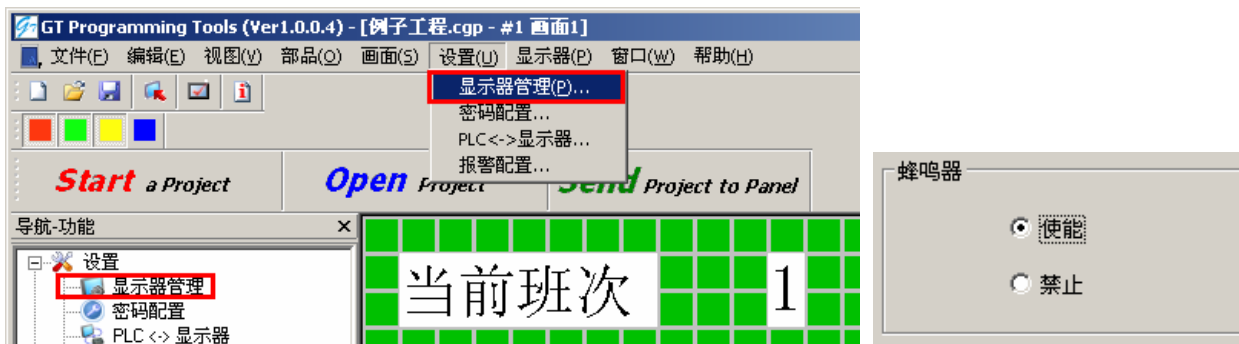 GT Programming Tools (Ver1.0.0.4) - [例子工程.cgp - #1 画面1]
文件(F) 编辑(E) 视图(V) 部品(O) 画面(S) 设置(U) 显示器(P) 窗口(W) 帮助(H)
显示器管理(P)...
密码配置...
PLC<->显示器...
报警配置...
Start a Project
Open Project
Send Project to Panel
导航-功能
设置
显示器管理
密码配置
PLC <-> 显示器
当前班次 1
蜂鸣器
使能
禁止